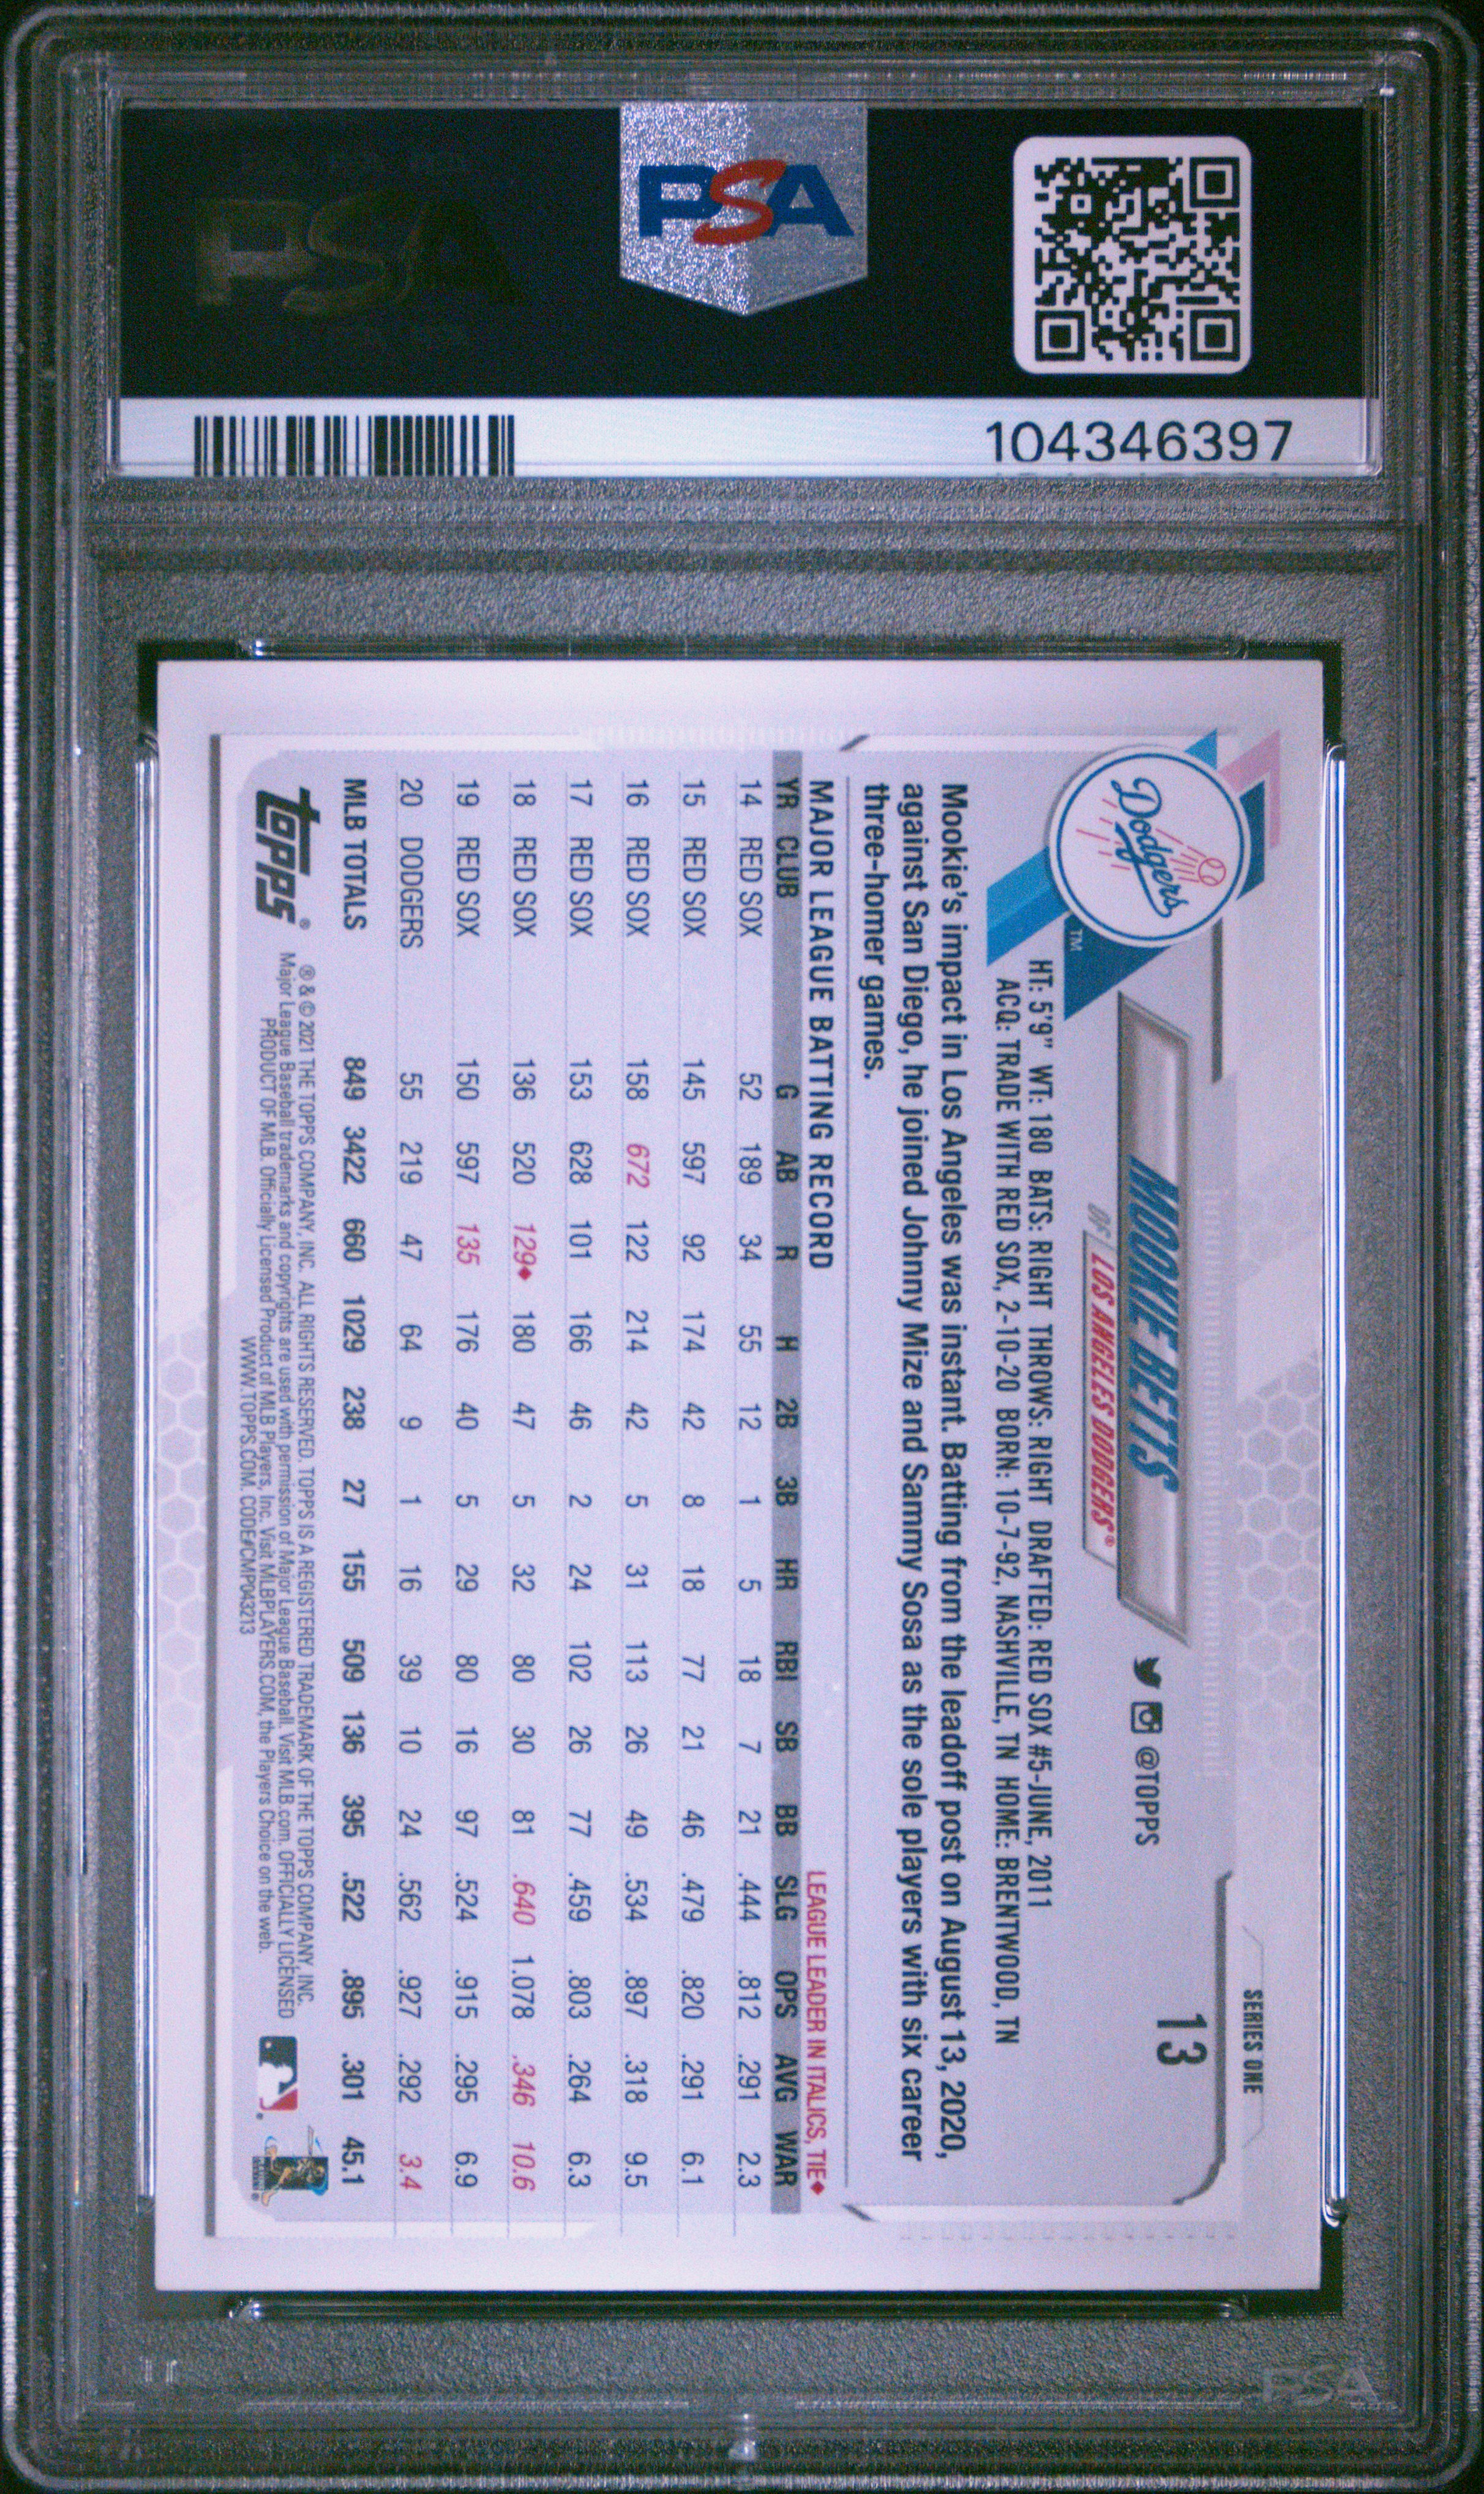 PSA
104346397
SERIES ONE
13
Dodgers
TM
MOOKIE BETTS
@TOPPS
OF LOS ANGELES DODGERS®
HT: 5'9" WT: 180 BATS: RIGHT THROWS: RIGHT DRAFTED: RED SOX #5-JUNE, 2011
ACQ: TRADE WITH RED SOX, 2-10-20 BORN: 10-7-92, NASHVILLE, TN HOME: BRENTWOOD, TN
Mookie's impact in Los Angeles was instant. Batting from the leadoff post on August 13, 2020,
against San Diego, he joined Johnny Mize and Sammy Sosa as the sole players with six career
three-homer games.
MAJOR LEAGUE BATTING RECORD LEAGUE LEADER IN ITALICS, TIE♦
YR CLUB G AB R H 2B 3B HR RBI SB BB SLG OPS AVG WAR
14 RED SOX 52 189 34 55 12 1 5 18 7 21 .444 .812 .291 2.3
15 RED SOX 145 597 92 174 42 8 18 77 21 46 .479 .820 .291 6.1
16 RED SOX 158 672 122 214 42 5 31 113 26 49 .534 .897 .318 9.5
17 RED SOX 153 628 101 166 46 2 24 102 26 77 .459 .803 .264 6.3
18 RED SOX 136 520 129♦ 180 47 5 32 80 30 81 .640 1.078 .346 10.6
19 RED SOX 150 597 135 176 40 5 29 80 16 97 .524 .915 .295 6.9
20 DODGERS 55 219 47 64 9 1 16 39 10 24 .562 .927 .292 3.4
MLB TOTALS 849 3422 660 1029 238 27 155 509 136 395 .522 .895 .301 45.1
topps®
® & © 2021 THE TOPPS COMPANY, INC. ALL RIGHTS RESERVED. TOPPS IS A REGISTERED TRADEMARK OF THE TOPPS COMPANY, INC.
Major League Baseball trademarks and copyrights are used with permission of Major League Baseball. Visit MLB.com. OFFICIALLY LICENSED
PRODUCT OF MLB. Officially Licensed Product of MLB Players, Inc. Visit MLBPLAYERS.COM, the Players Choice on the web.
WWW.TOPPS.COM. CODE#CMP043213
PSA
PSA